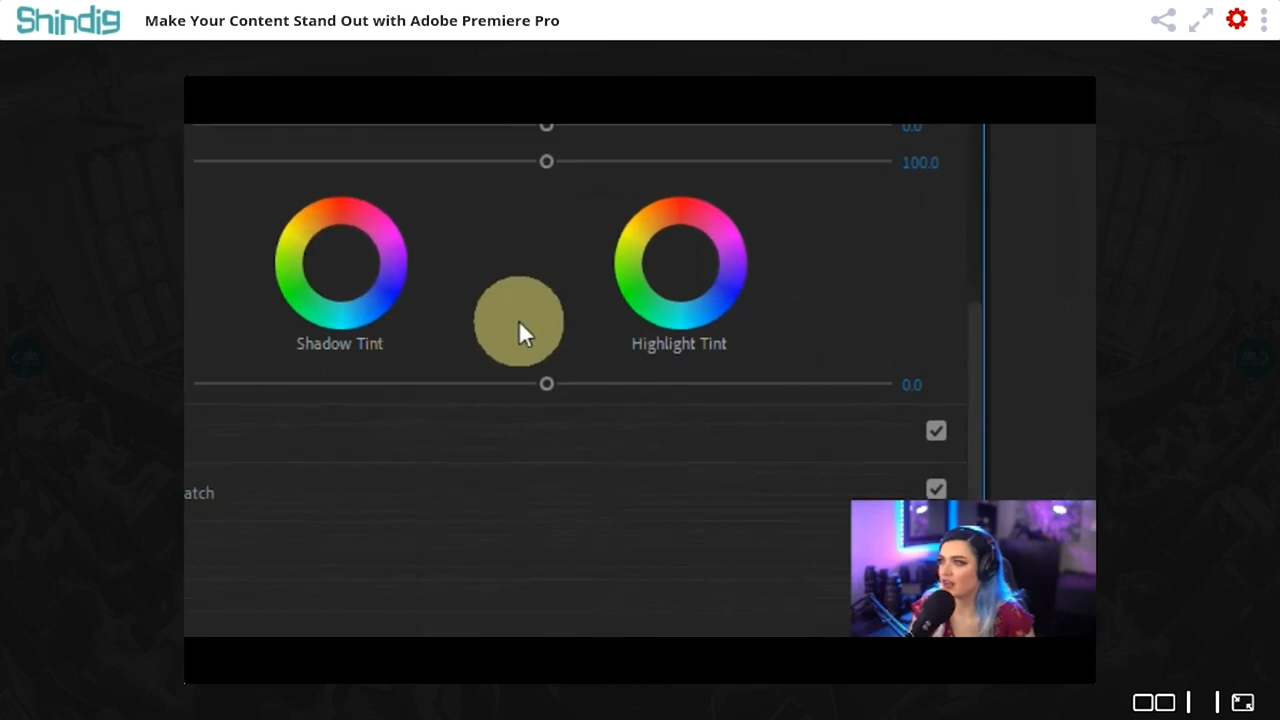 Shindig
Make Your Content Stand Out with Adobe Premiere Pro
0.0
100.0
Shadow Tint
Highlight Tint
0.0
atch